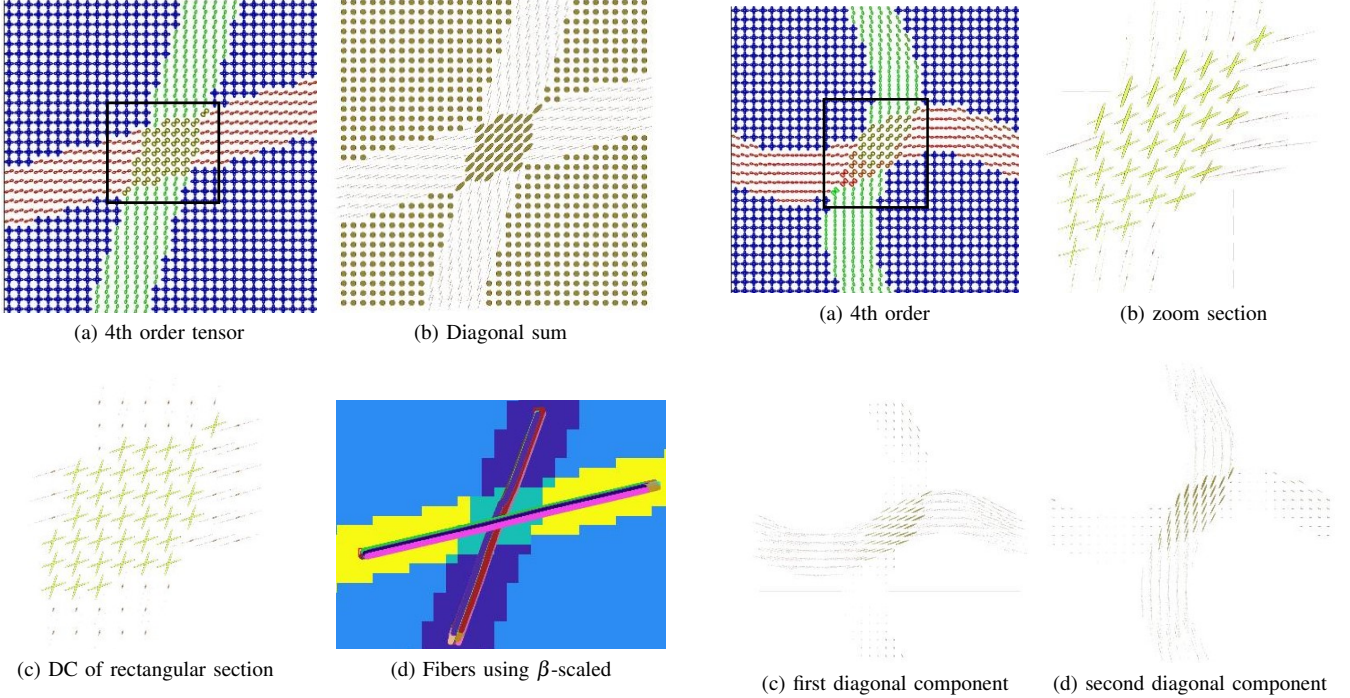 (a) 4th order tensor
(b) Diagonal sum
(c) DC of rectangular section
(d) Fibers using β-scaled
(a) 4th order
(b) zoom section
(c) first diagonal component
(d) second diagonal component